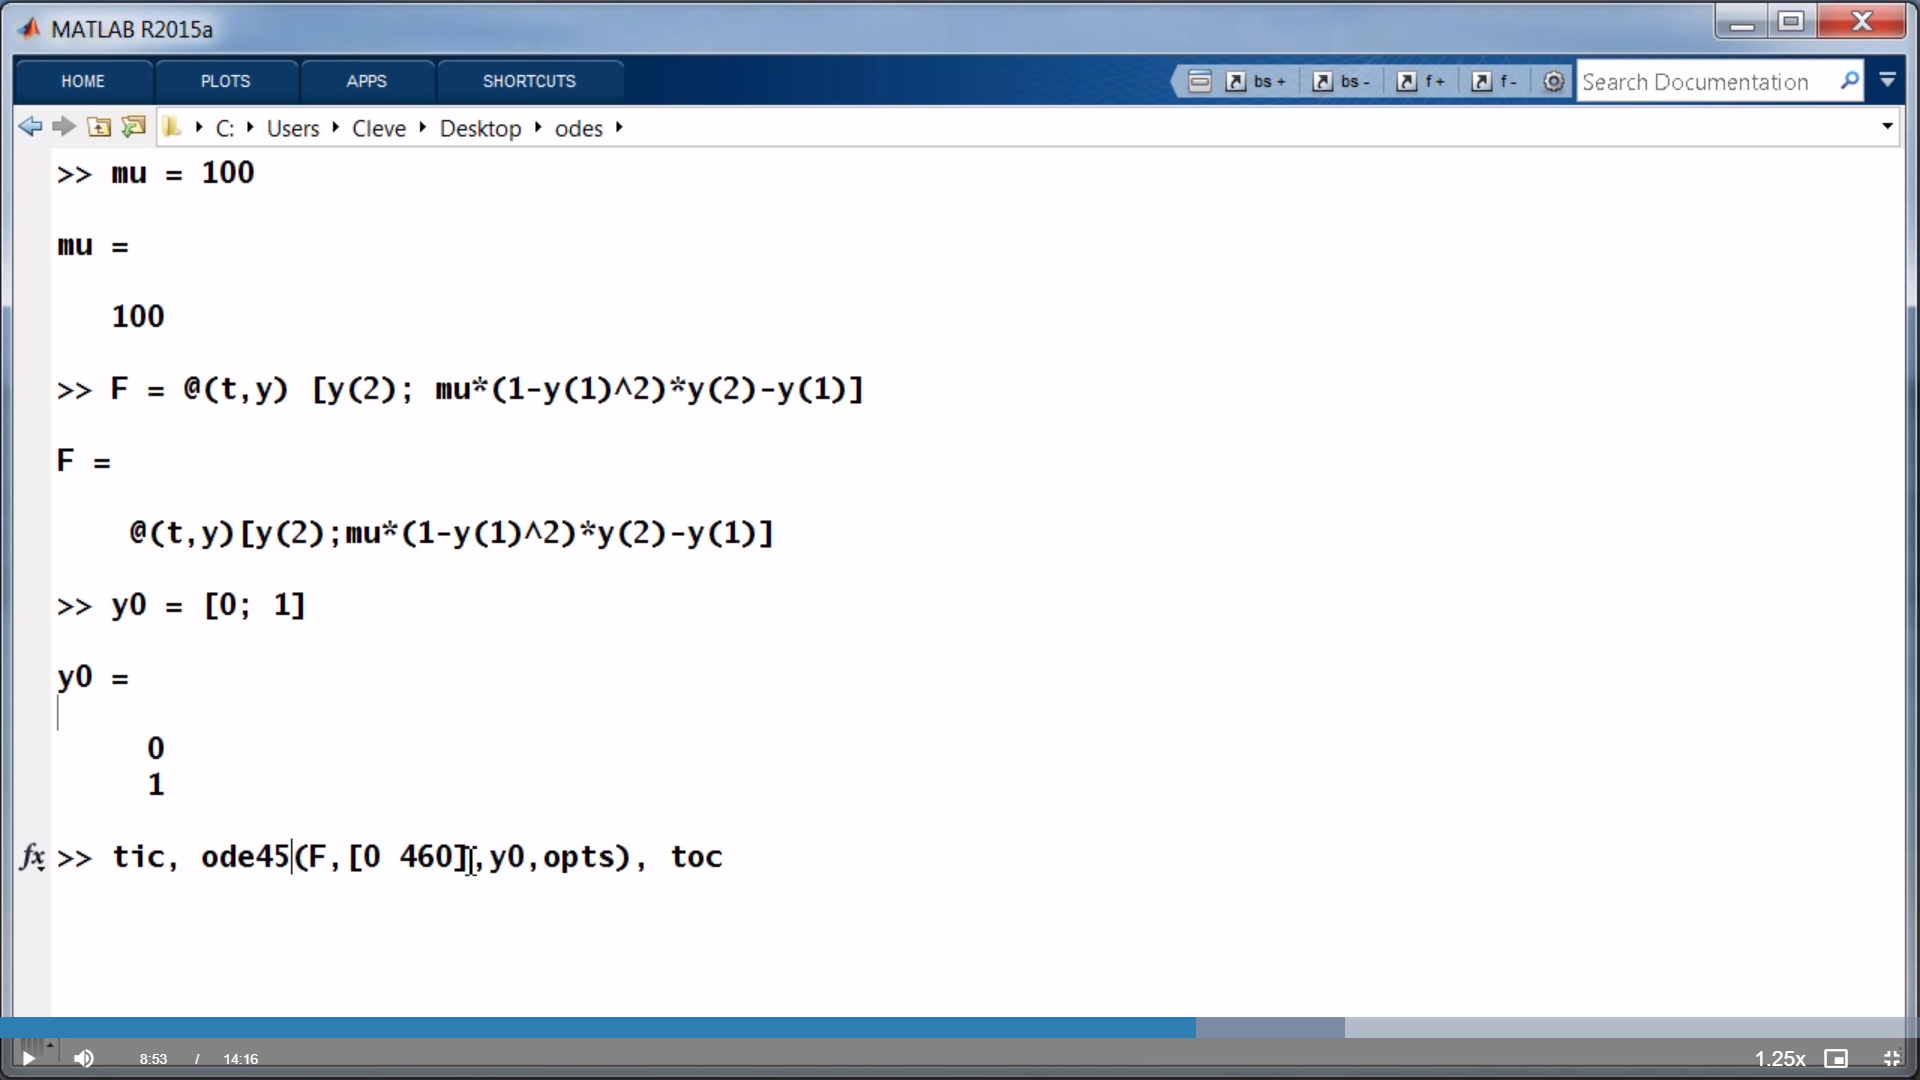 MATLAB R2015a
HOME PLOTS APPS SHORTCUTS bs + bs - f + f - Search Documentation
C: Users Cleve Desktop odes
>> mu = 100
mu =
100
>> F = @(t,y) [y(2); mu*(1-y(1)^2)*y(2)-y(1)]
F =
@(t,y)[y(2);mu*(1-y(1)^2)*y(2)-y(1)]
>> y0 = [0; 1]
y0 =
0
1
fx >> tic, ode45(F,[0 460],y0,opts), toc
8:53 / 14:16 1.25x